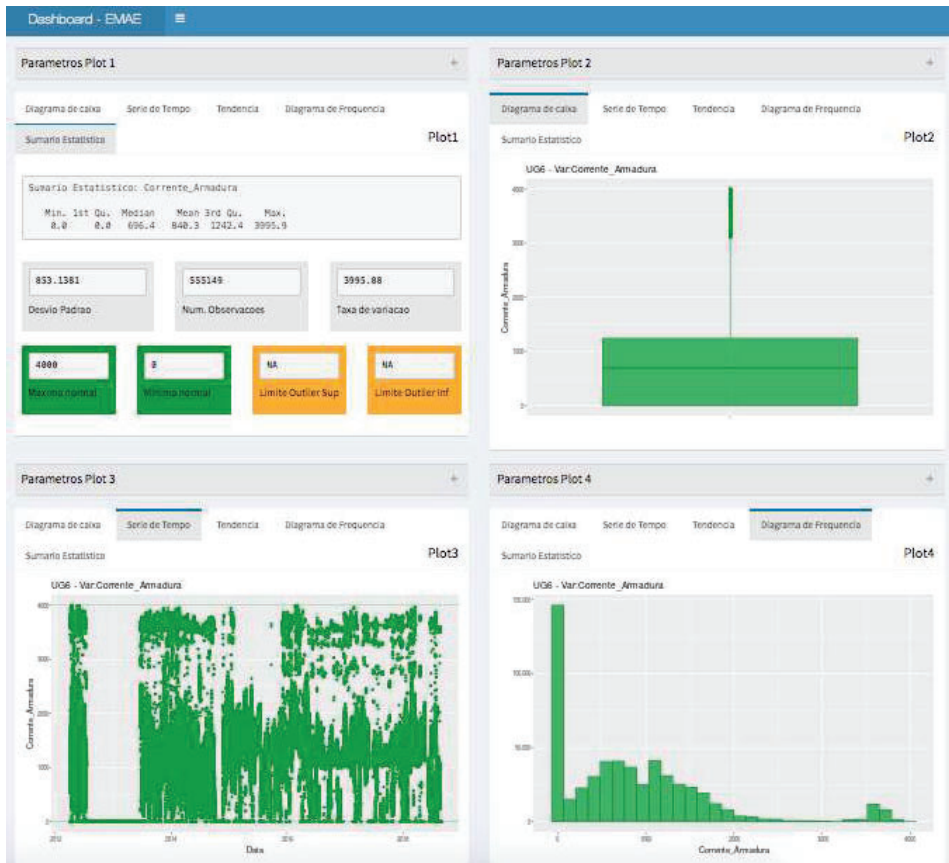 Dashboard - EMAE
Parametros Plot 1
+
Diagrama de caixa Serie de Tempo Tendencia Diagrama de Frequencia
Sumario Estatistico Plot1
Sumario Estatistico: Corrente_Armadura
Min. 1st Qu. Median Mean 3rd Qu. Max.
0.0 0.0 696.4 840.3 1242.4 3995.9
853.1381 555149 3995.88
Desvio Padrao Num. Observacoes Taxa de variacao
4000 0 NA NA
Maximo normal Minimo normal Limite Outlier Sup Limite Outlier Inf
Parametros Plot 2
+
Diagrama de caixa Serie de Tempo Tendencia Diagrama de Frequencia
Sumario Estatistico Plot2
UG6 - Var:Corrente_Armadura
Corrente_Armadura
Parametros Plot 3
+
Diagrama de caixa Serie de Tempo Tendencia Diagrama de Frequencia
Sumario Estatistico Plot3
UG6 - Var:Corrente_Armadura
Corrente_Armadura
2012 2014 2016 2018
Data
Parametros Plot 4
+
Diagrama de caixa Serie de Tempo Tendencia Diagrama de Frequencia
Sumario Estatistico Plot4
UG6 - Var:Corrente_Armadura
Corrente_Armadura